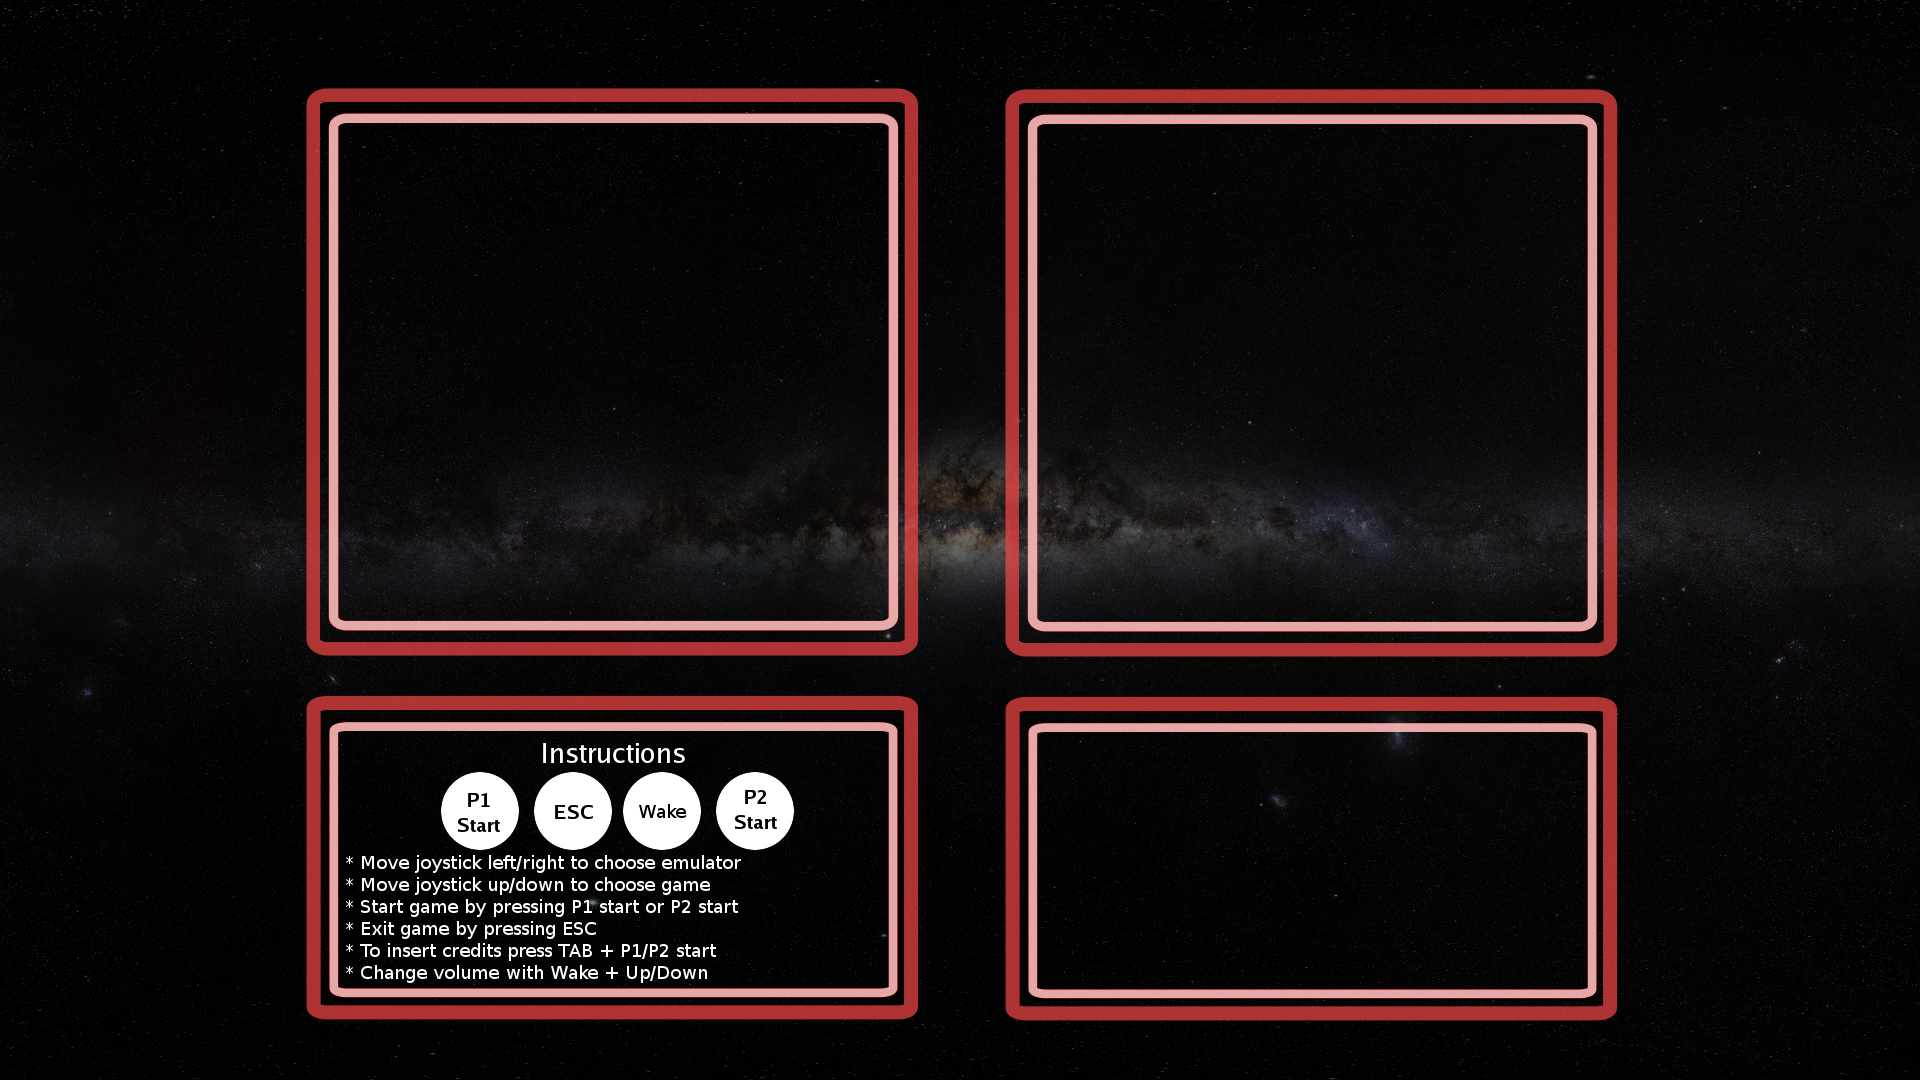 Instructions
P1
Start
ESC
Wake
P2
Start
* Move joystick left/right to choose emulator
* Move joystick up/down to choose game
* Start game by pressing P1 start or P2 start
* Exit game by pressing ESC
* To insert credits press TAB + P1/P2 start
* Change volume with Wake + Up/Down